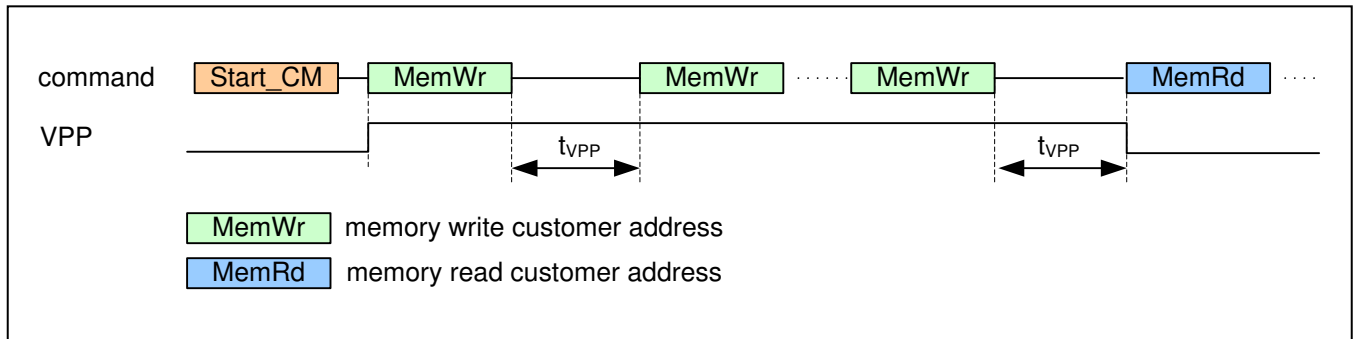 command Start_CM MemWr MemWr ...... MemWr MemRd ....
VPP
tVPP tVPP
MemWr memory write customer address
MemRd memory read customer address